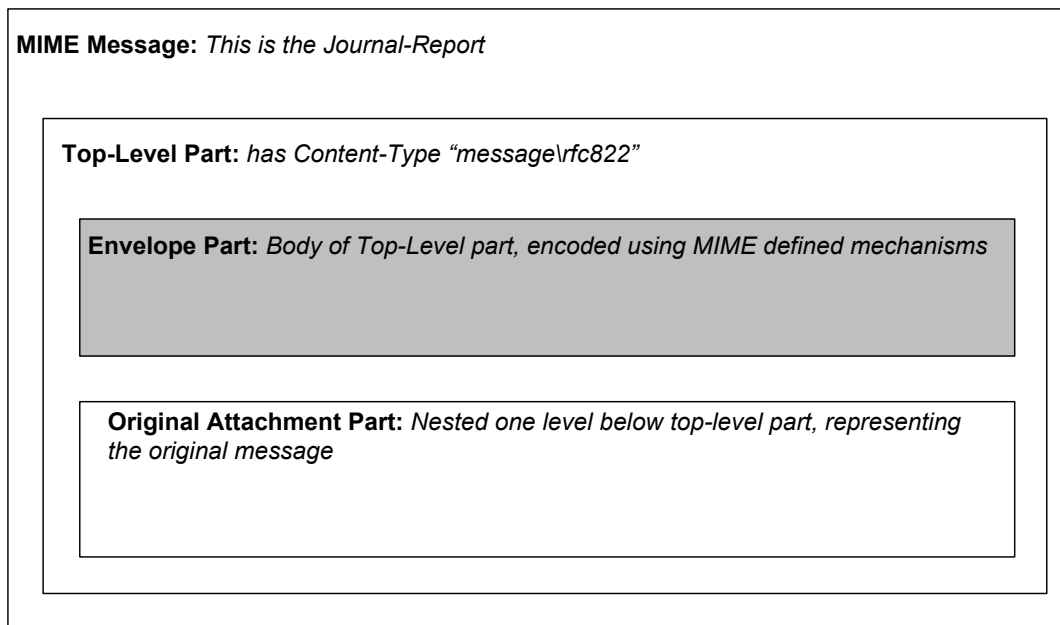 MIME Message: This is the Journal-Report
Top-Level Part: has Content-Type “message\rfc822”
Envelope Part: Body of Top-Level part, encoded using MIME defined mechanisms
Original Attachment Part: Nested one level below top-level part, representing
the original message